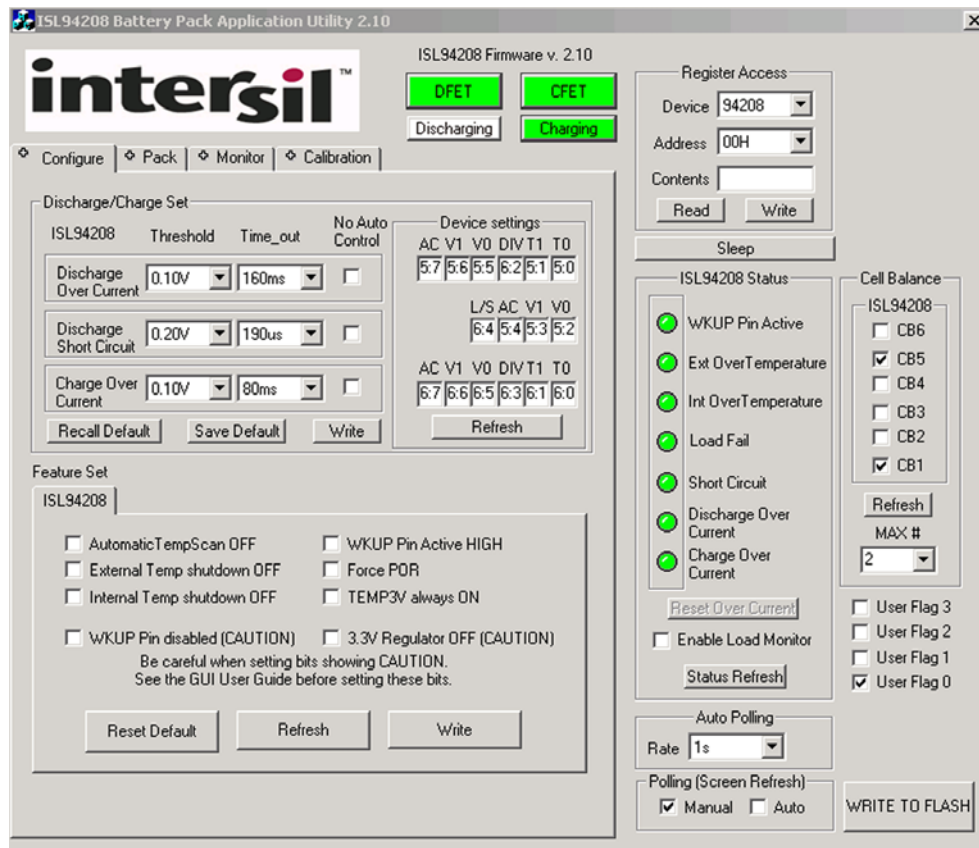 ISL94208 Battery Pack Application Utility 2.10
intersil™
ISL94208 Firmware v. 2.10
DFET CFET
Discharging Charging
Configure Pack Monitor Calibration
Discharge/Charge Set
ISL94208 Threshold Time_out No Auto Control
Discharge Over Current 0.10V 160ms
Discharge Short Circuit 0.20V 190us
Charge Over Current 0.10V 80ms
Recall Default Save Default Write
Device settings
AC V1 V0 DIV T1 T0
5:7 5:6 5:5 6:2 5:1 5:0
L/S AC V1 V0
6:4 5:4 5:3 5:2
AC V1 V0 DIV T1 T0
6:7 6:6 6:5 6:3 6:1 6:0
Refresh
Feature Set
ISL94208
AutomaticTempScan OFF
External Temp shutdown OFF
Internal Temp shutdown OFF
WKUP Pin disabled (CAUTION)
WKUP Pin Active HIGH
Force POR
TEMP3V always ON
3.3V Regulator OFF (CAUTION)
Be careful when setting bits showing CAUTION.
See the GUI User Guide before setting these bits.
Reset Default Refresh Write
Register Access
Device 94208
Address 00H
Contents
Read Write
Sleep
ISL94208 Status
WKUP Pin Active
Ext OverTemperature
Int OverTemperature
Load Fail
Short Circuit
Discharge Over Current
Charge Over Current
Reset Over Current
Enable Load Monitor
Status Refresh
Auto Polling
Rate 1s
Polling (Screen Refresh)
Manual Auto
Cell Balance
ISL94208
CB6
CB5
CB4
CB3
CB2
CB1
Refresh
MAX #
2
User Flag 3
User Flag 2
User Flag 1
User Flag 0
WRITE TO FLASH